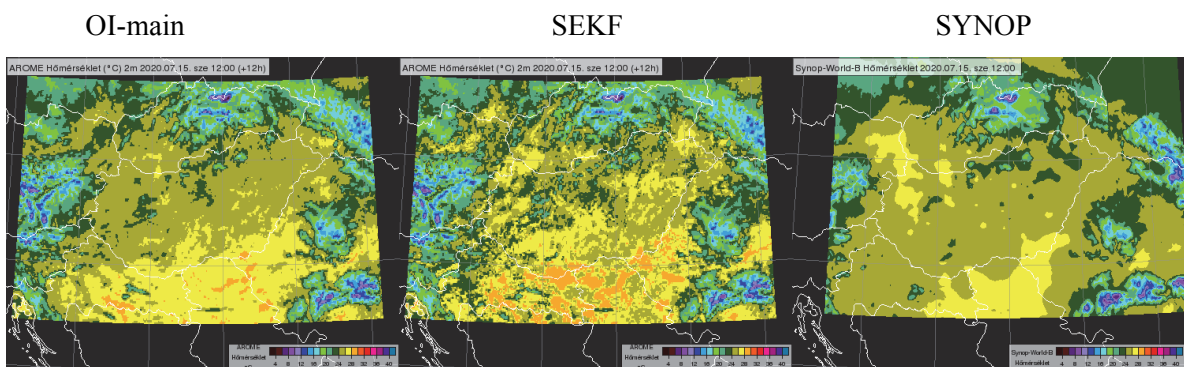 OI-main SEKF SYNOP
AROME Hőmérséklet (°C) 2m 2020.07.15. sze 12:00 (+12h)
AROME Hőmérséklet (°C) 2m 2020.07.15. sze 12:00 (+12h)
Synop-World-B Hőmérséklet 2020.07.15. sze 12:00
AROME
Hőmérséklet
°C
4 8 12 16 20 24 28 32 36 40
AROME
Hőmérséklet
°C
4 8 12 16 20 24 28 32 36 40
Synop-World-B
Hőmérséklet
4 8 12 16 20 24 28 32 36 40